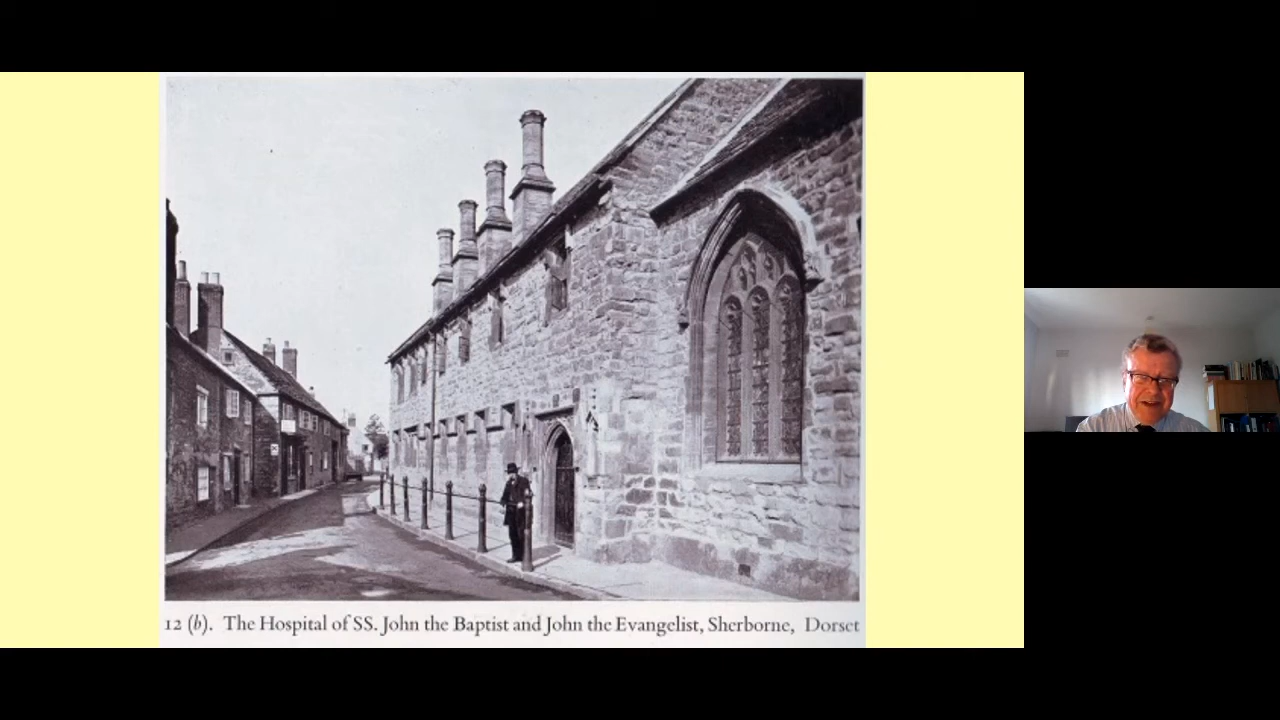 12 (b). The Hospital of SS. John the Baptist and John the Evangelist, Sherborne, Dorset